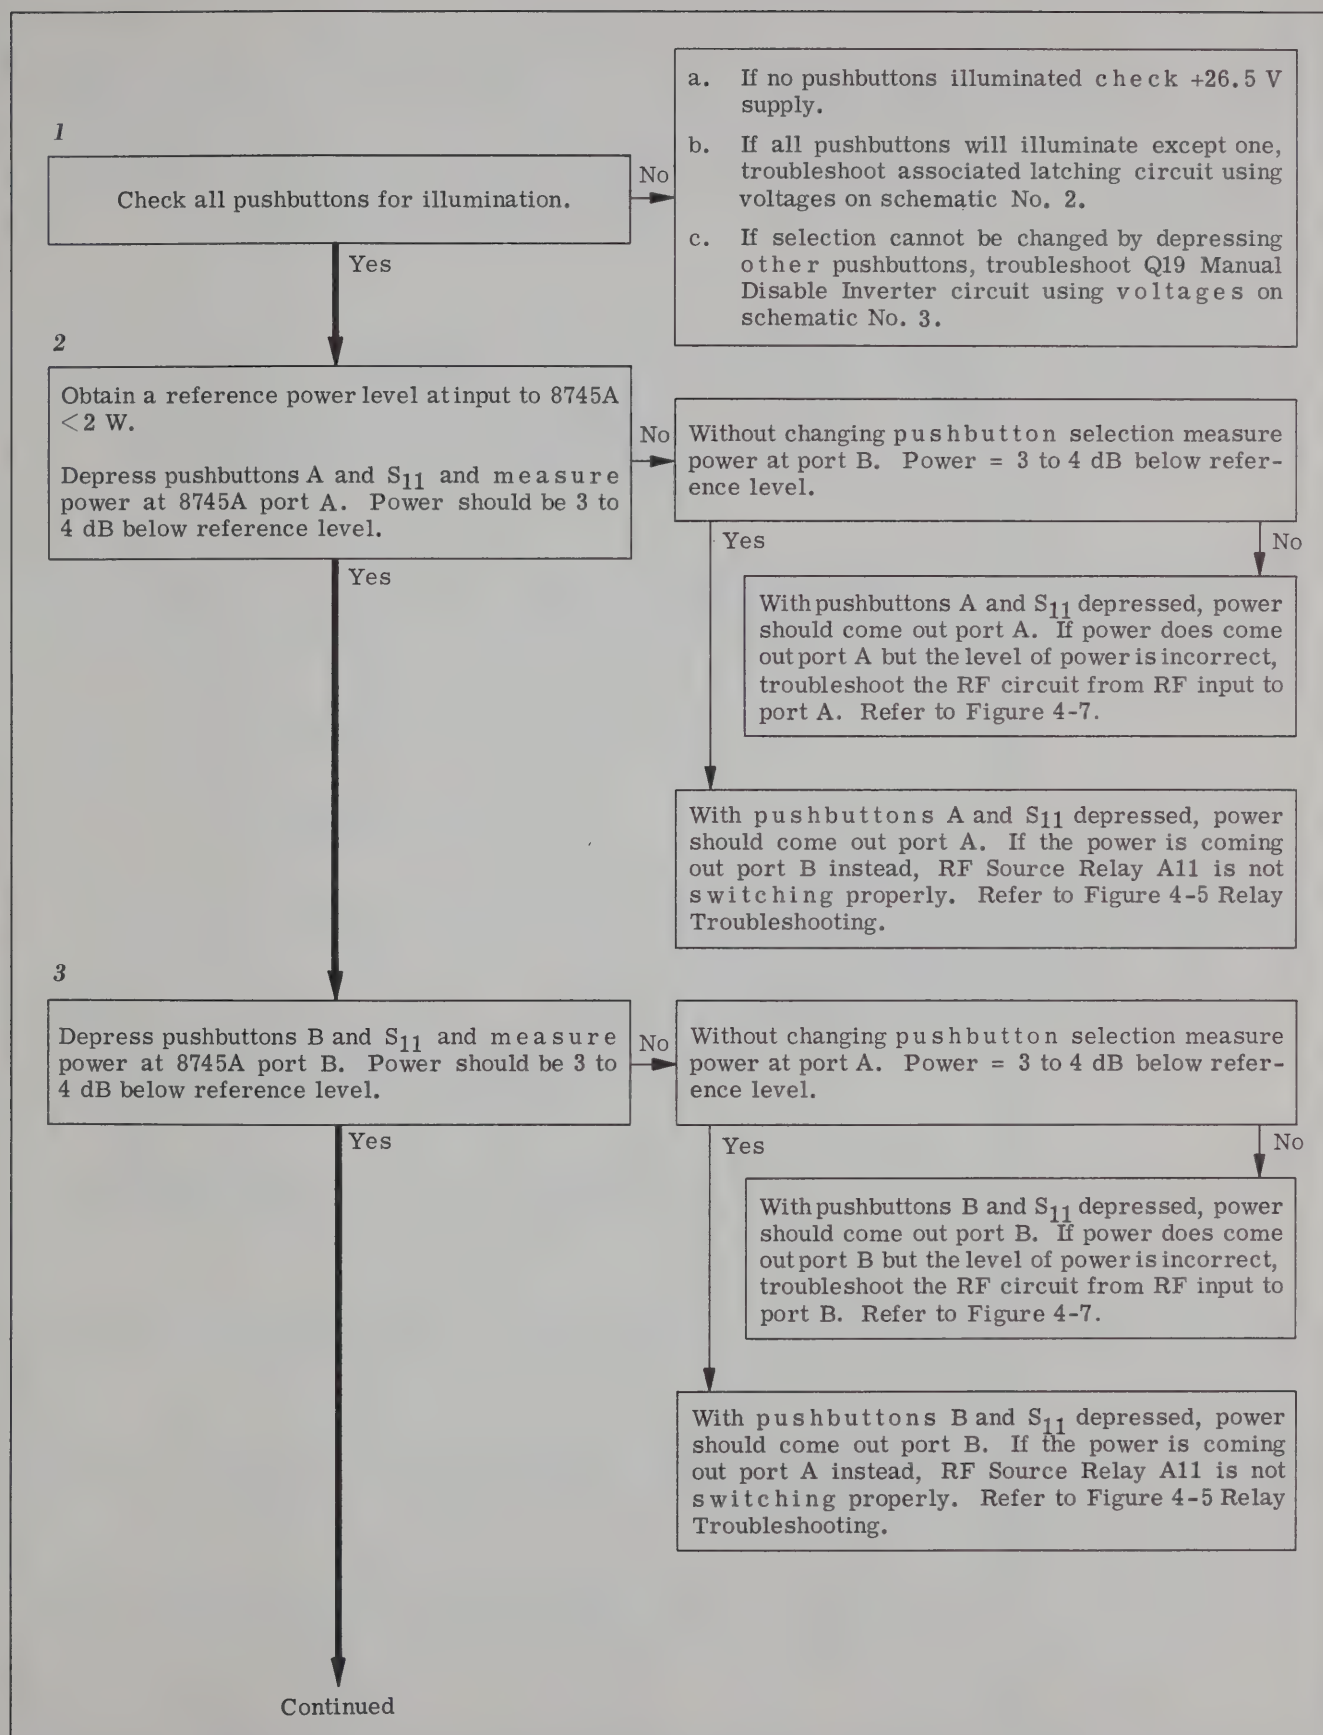 a. If no pushbuttons illuminated check +26.5 V
supply.
b. If all pushbuttons will illuminate except one,
troubleshoot associated latching circuit using
voltages on schematic No. 2.
c. If selection cannot be changed by depressing
other pushbuttons, troubleshoot Q19 Manual
Disable Inverter circuit using voltages on
schematic No. 3.
1
Check all pushbuttons for illumination.
No
Yes
2
Obtain a reference power level at input to 8745A
<2 W.
Depress pushbuttons A and S11 and measure
power at 8745A port A. Power should be 3 to
4 dB below reference level.
No
Without changing pushbutton selection measure
power at port B. Power = 3 to 4 dB below refer-
ence level.
Yes
No
Yes
With pushbuttons A and S11 depressed, power
should come out port A. If power does come
out port A but the level of power is incorrect,
troubleshoot the RF circuit from RF input to
port A. Refer to Figure 4-7.
With pushbuttons A and S11 depressed, power
should come out port A. If the power is coming
out port B instead, RF Source Relay A11 is not
switching properly. Refer to Figure 4-5 Relay
Troubleshooting.
3
Depress pushbuttons B and S11 and measure
power at 8745A port B. Power should be 3 to
4 dB below reference level.
No
Without changing pushbutton selection measure
power at port A. Power = 3 to 4 dB below refer-
ence level.
Yes
Yes
No
With pushbuttons B and S11 depressed, power
should come out port B. If power does come
out port B but the level of power is incorrect,
troubleshoot the RF circuit from RF input to
port B. Refer to Figure 4-7.
With pushbuttons B and S11 depressed, power
should come out port B. If the power is coming
out port A instead, RF Source Relay A11 is not
switching properly. Refer to Figure 4-5 Relay
Troubleshooting.
Continued